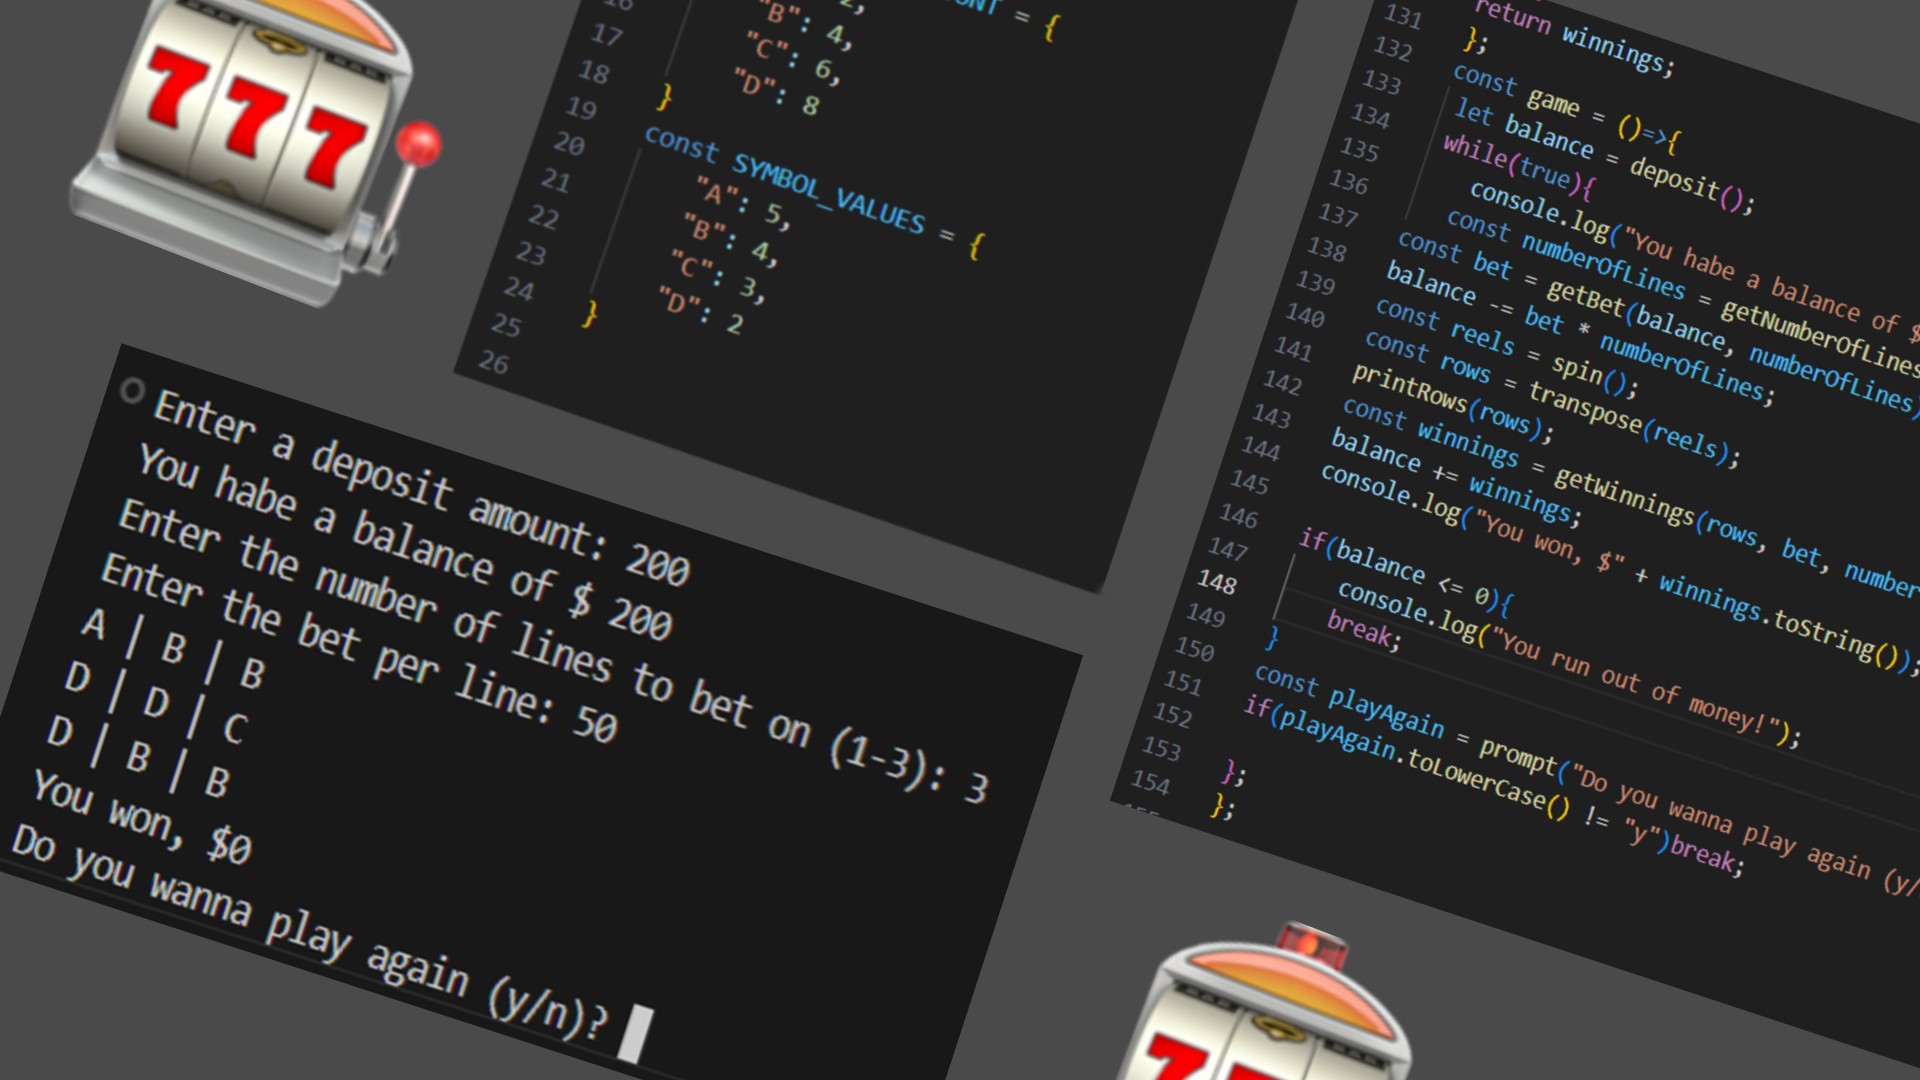 777
16
17
18
19
20
21
22
23
24
25
26
= {
"B": 4,
"C": 6,
"D": 8
}
const SYMBOL_VALUES = {
"A": 5,
"B": 4,
"C": 3,
"D": 2
}
131
132
133
134
135
136
137
138
139
140
141
142
143
144
145
146
147
148
149
150
151
152
153
154
return winnings;
};
const game = ()=>{
let balance = deposit();
while(true){
console.log("You habe a balance of $
const numberOfLines = getNumberOfLines
const bet = getBet(balance, numberOfLines)
balance -= bet * numberOfLines;
const reels = spin();
const rows = transpose(reels);
printRows(rows);
const winnings = getWinnings(rows, bet, number
balance += winnings;
console.log("You won, $" + winnings.toString());
if(balance <= 0){
console.log("You run out of money!");
break;
}
const playAgain = prompt("Do you wanna play again (y/
if(playAgain.toLowerCase() != "y")break;
};
};
Enter a deposit amount: 200
You habe a balance of $ 200
Enter the number of lines to bet on (1-3): 3
Enter the bet per line: 50
A | B | B
D | D | C
D | B | B
You won, $0
Do you wanna play again (y/n)?